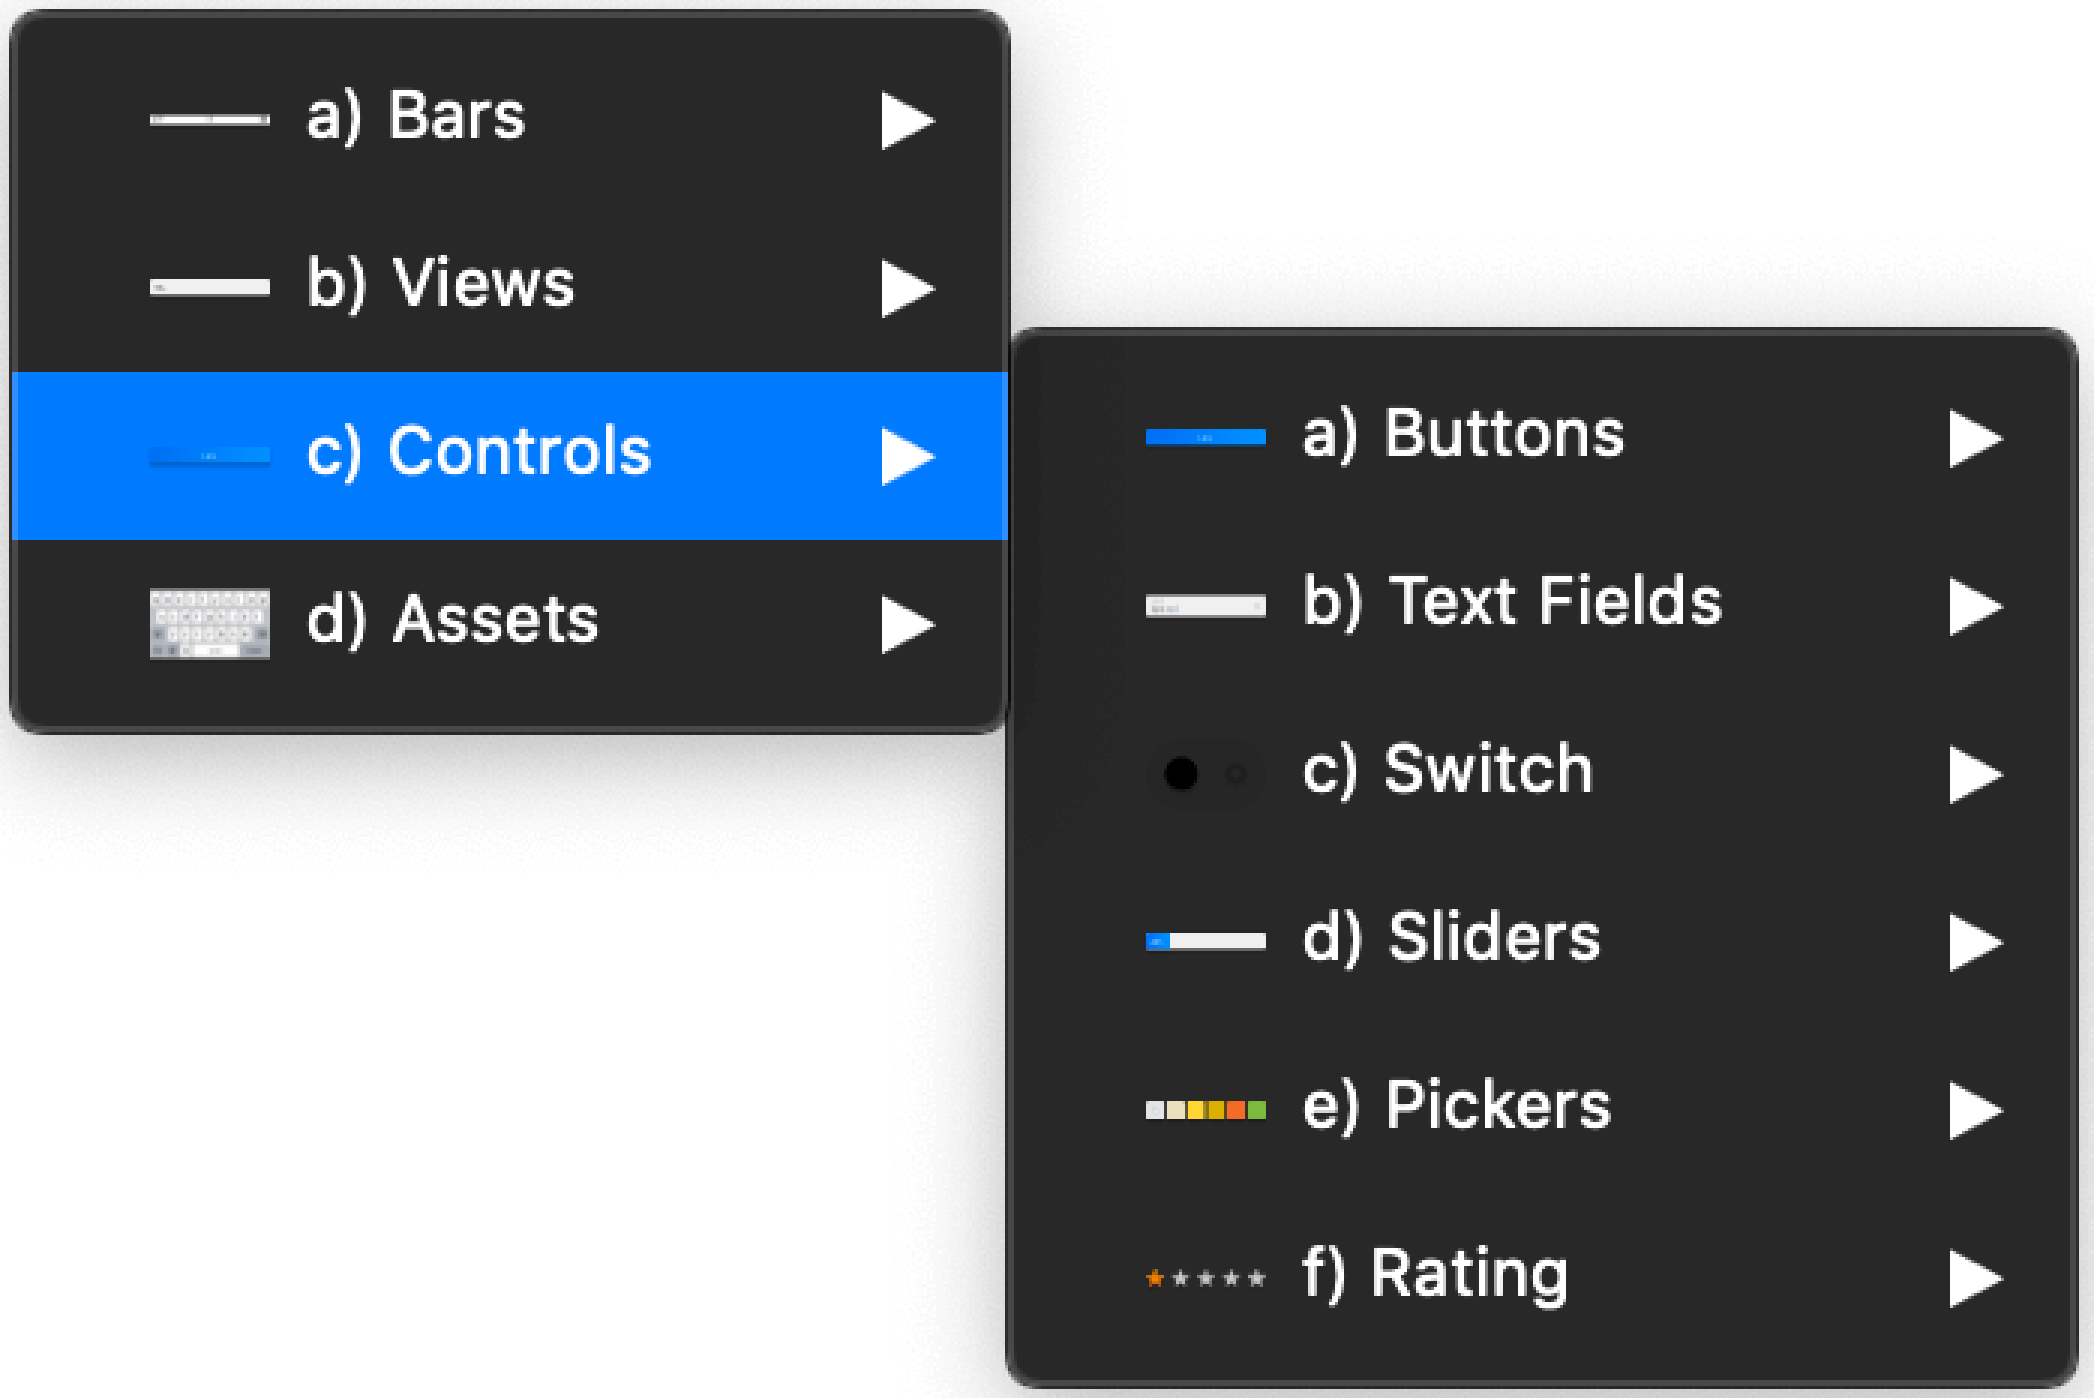 a) Bars
b) Views
c) Controls
d) Assets
a) Buttons
b) Text Fields
c) Switch
d) Sliders
e) Pickers
f) Rating